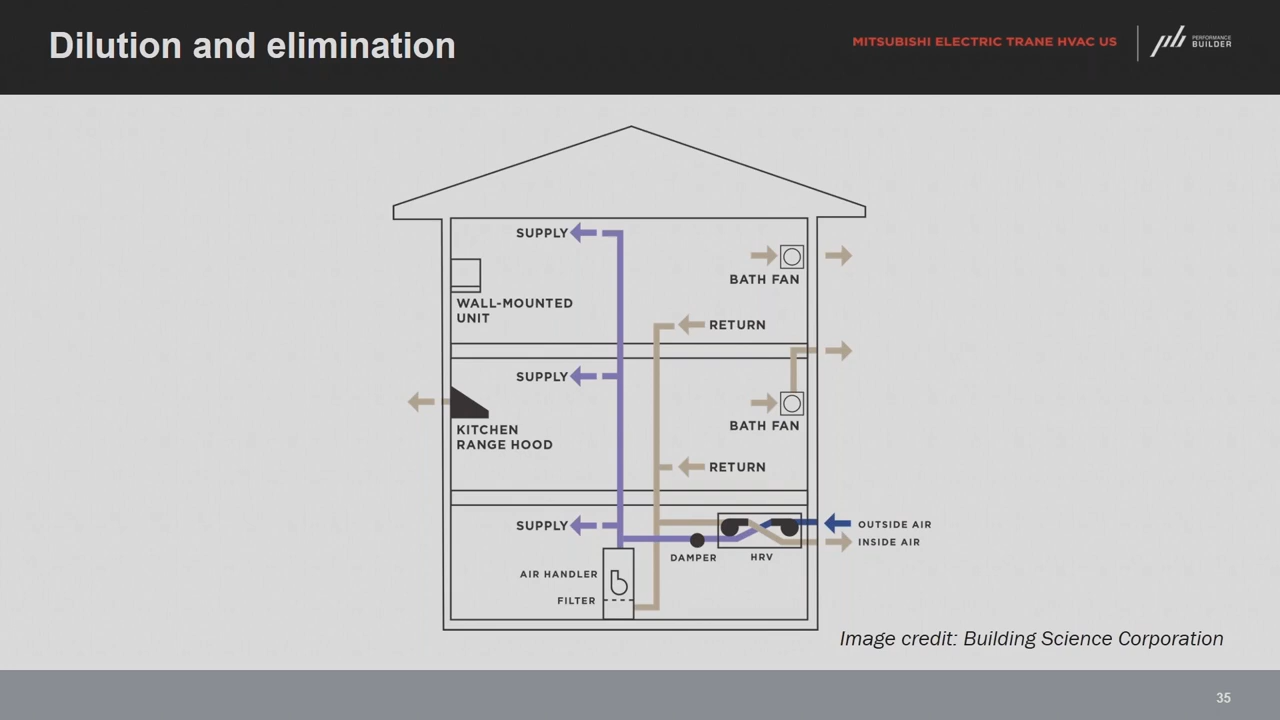 Dilution and elimination
MITSUBISHI ELECTRIC TRANE HVAC US
PERFORMANCE
BUILDER
SUPPLY
BATH FAN
WALL-MOUNTED
UNIT
RETURN
SUPPLY
KITCHEN
RANGE HOOD
BATH FAN
RETURN
SUPPLY
OUTSIDE AIR
INSIDE AIR
DAMPER
HRV
AIR HANDLER
FILTER
Image credit: Building Science Corporation
35